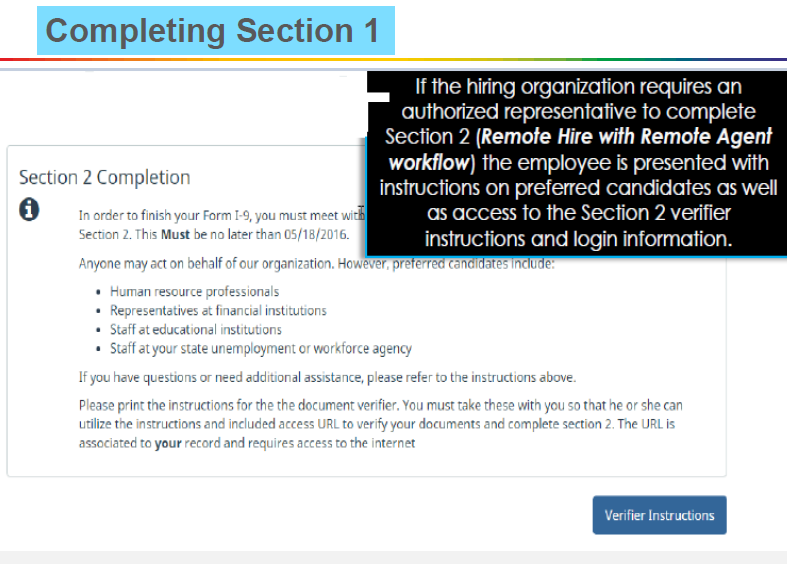 Completing Section 1
If the hiring organization requires an
authorized representative to complete
Section 2 (Remote Hire with Remote Agent
workflow) the employee is presented with
instructions on preferred candidates as well
as access to the Section 2 verifier
instructions and login information.
Section 2 Completion
In order to finish your Form I-9, you must meet with
Section 2. This Must be no later than 05/18/2016.
Anyone may act on behalf of our organization. However, preferred candidates include:
• Human resource professionals
• Representatives at financial institutions
• Staff at educational institutions
• Staff at your state unemployment or workforce agency
If you have questions or need additional assistance, please refer to the instructions above.
Please print the instructions for the the document verifier. You must take these with you so that he or she can
utilize the instructions and included access URL to verify your documents and complete section 2. The URL is
associated to your record and requires access to the internet
Verifier Instructions